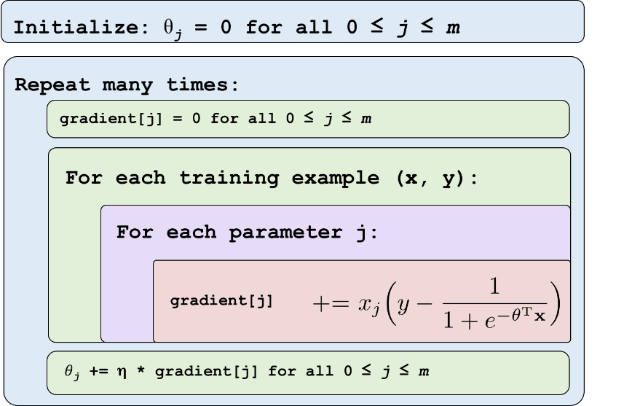 Initialize: θⱼ = 0 for all 0 ≤ j ≤ m
Repeat many times:
gradient[j] = 0 for all 0 ≤ j ≤ m
For each training example (x, y):
For each parameter j:
gradient[j] += xⱼ(y − 1/(1 + e^(−θᵀx)))
θⱼ += η * gradient[j] for all 0 ≤ j ≤ m